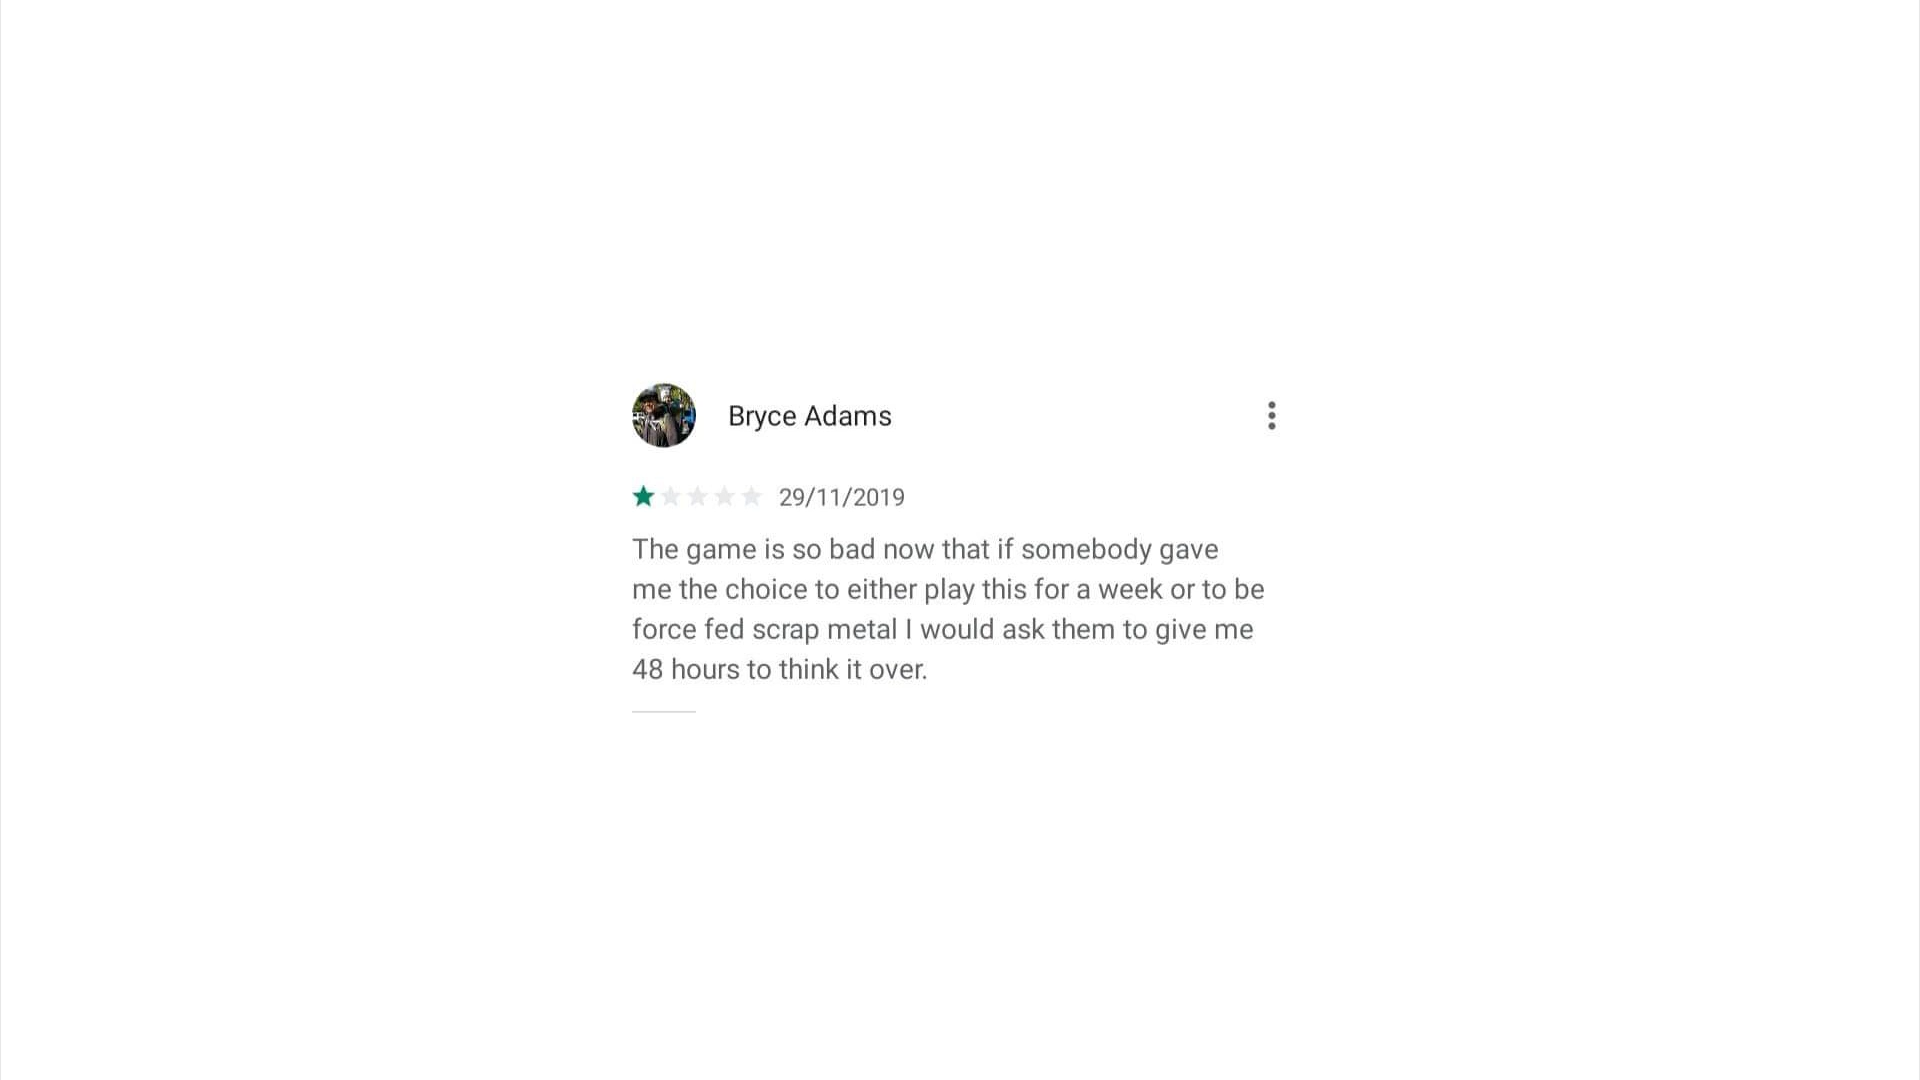 Bryce Adams
29/11/2019
The game is so bad now that if somebody gave
me the choice to either play this for a week or to be
force fed scrap metal I would ask them to give me
48 hours to think it over.